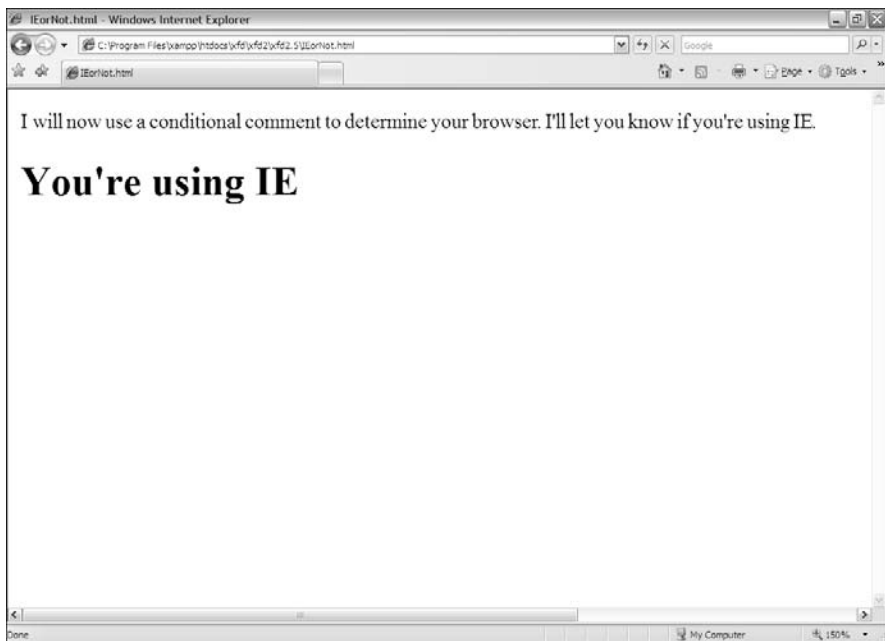 IEorNot.html - Windows Internet Explorer
C:\Program Files\xampp\htdocs\xfd\xfd2\xfd2.5\IEorNot.html
Google
IEorNot.html
Page
Tools
I will now use a conditional comment to determine your browser. I'll let you know if you're using IE.
You're using IE
Done
My Computer
150%